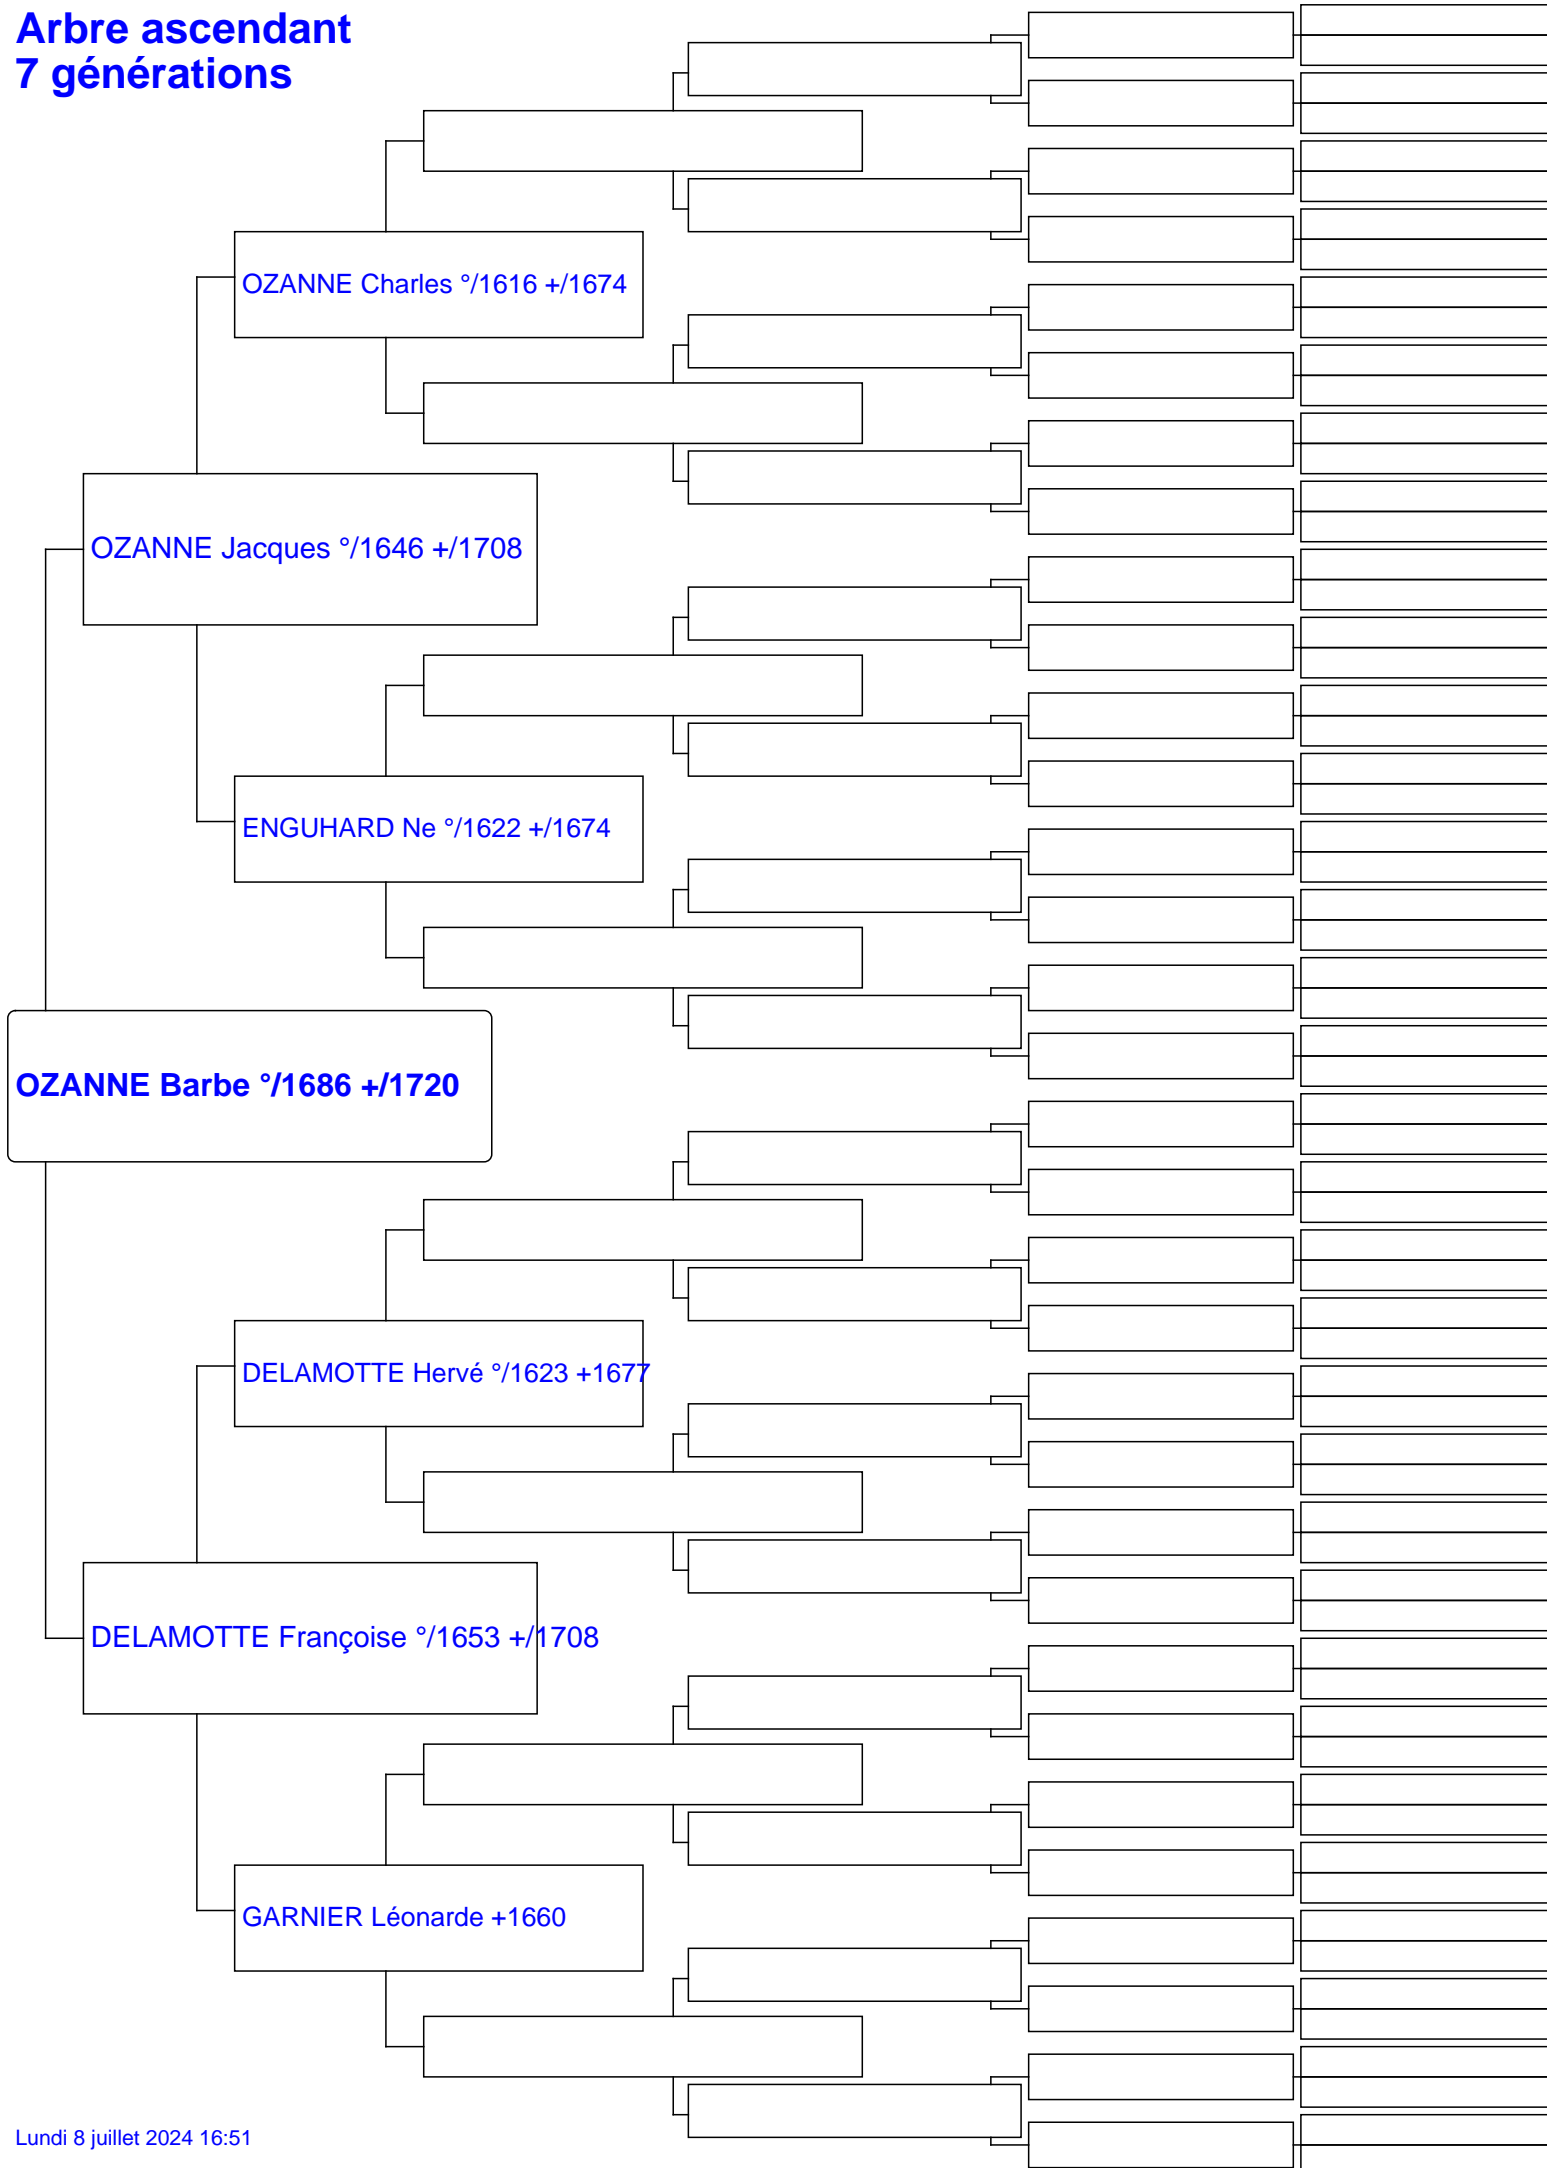 Arbre ascendant
7 générations
OZANNE Charles °/1616 +/1674
OZANNE Jacques °/1646 +/1708
ENGUHARD Ne °/1622 +/1674
OZANNE Barbe °/1686 +/1720
DELAMOTTE Hervé °/1623 +1677
DELAMOTTE Françoise °/1653 +/1708
GARNIER Léonarde +1660
Lundi 8 juillet 2024 16:51